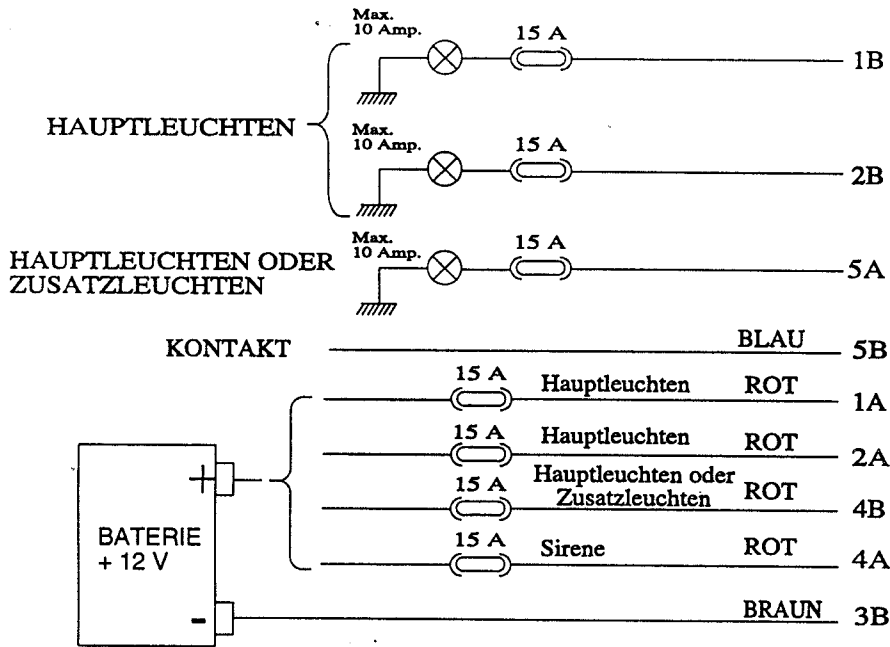 Max.
10 Amp.
15 A
1B
HAUPTLEUCHTEN
Max.
10 Amp.
15 A
2B
HAUPTLEUCHTEN ODER
ZUSATZLEUCHTEN
Max.
10 Amp.
15 A
5A
KONTAKT
BLAU
5B
15 A
Hauptleuchten
ROT
1A
15 A
Hauptleuchten
ROT
2A
15 A
Hauptleuchten oder
Zusatzleuchten
ROT
4B
15 A
Sirene
ROT
4A
+
BATERIE
+ 12 V
-
BRAUN
3B